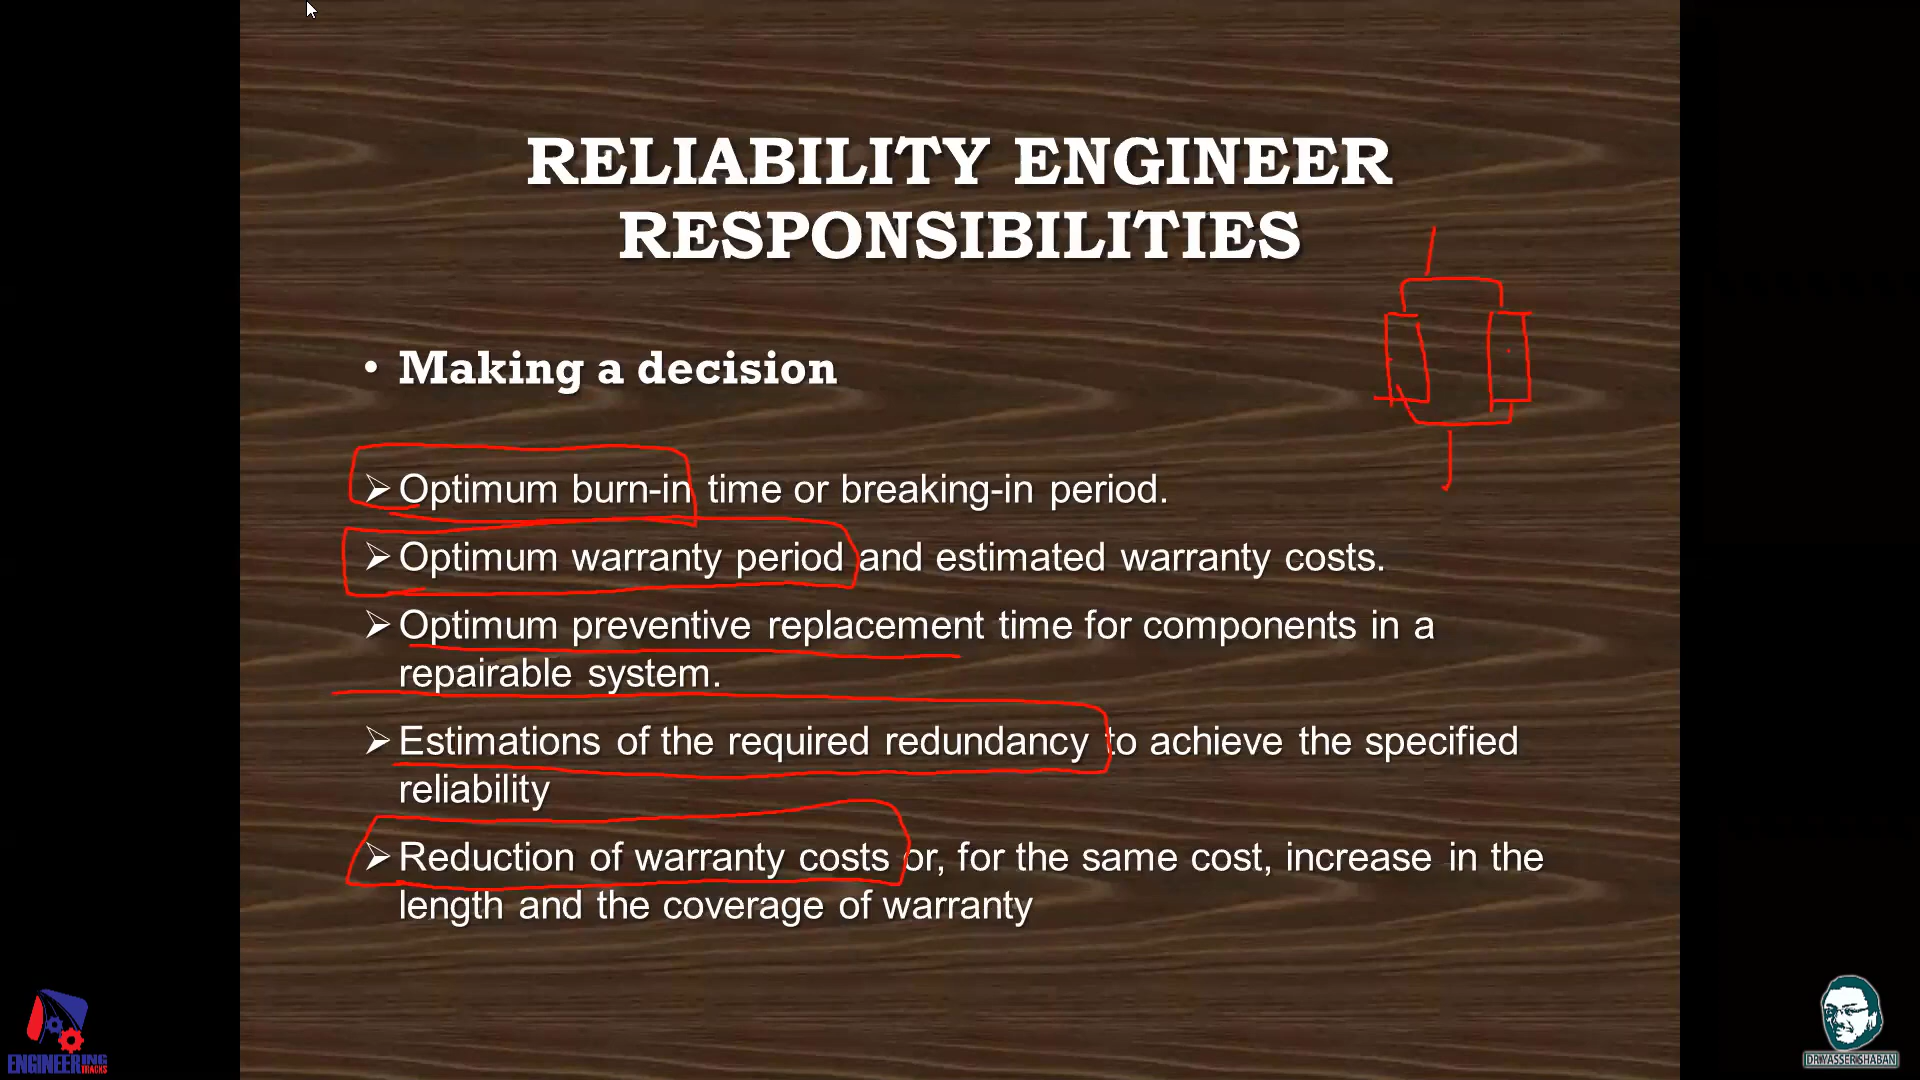 RELIABILITY ENGINEER
RESPONSIBILITIES
• Making a decision
➢ Optimum burn-in time or breaking-in period.
➢ Optimum warranty period and estimated warranty costs.
➢ Optimum preventive replacement time for components in a
repairable system.
➢ Estimations of the required redundancy to achieve the specified
reliability
➢ Reduction of warranty costs or, for the same cost, increase in the
length and the coverage of warranty
ENGINEERING
TRACKS
DR.YASSER SHABAN